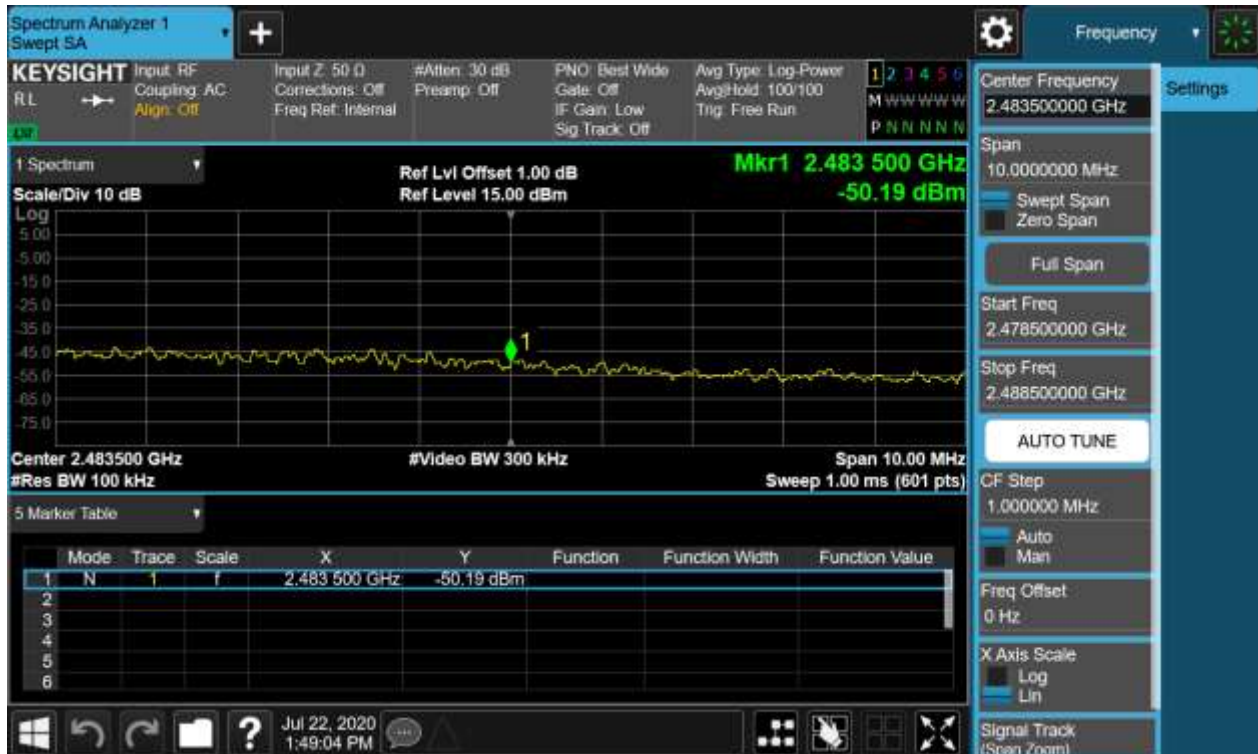 Spectrum Analyzer 1
Swept SA
+
Frequency
KEYSIGHT
RL
Input: RF
Coupling: AC
Align: Off
Input Z: 50 Ω
Corrections: Off
Freq Ref: Internal
#Atten: 30 dB
Preamp: Off
PNO: Best Wide
Gate: Off
IF Gain: Low
Sig Track: Off
Avg Type: Log-Power
Avg|Hold: 100/100
Trig: Free Run
1 2 3 4 5 6
M W W W W W
P N N N N N
Center Frequency
2.483500000 GHz
Settings
Span
10.0000000 MHz
Swept Span
Zero Span
Full Span
Start Freq
2.478500000 GHz
Stop Freq
2.488500000 GHz
AUTO TUNE
CF Step
1.000000 MHz
Auto
Man
Freq Offset
0 Hz
X Axis Scale
Log
Lin
Signal Track
(Span Zoom)
1 Spectrum
Scale/Div 10 dB
Ref Lvl Offset 1.00 dB
Ref Level 15.00 dBm
Mkr1 2.483 500 GHz
-50.19 dBm
Log
5.00
-5.00
-15.0
-25.0
-35.0
-45.0
-55.0
-65.0
-75.0
1
Center 2.483500 GHz
#Video BW 300 kHz
Span 10.00 MHz
#Res BW 100 kHz
Sweep 1.00 ms (601 pts)
5 Marker Table
Mode Trace Scale X Y Function Function Width Function Value
1 N 1 f 2.483 500 GHz -50.19 dBm
2
3
4
5
6
?
Jul 22, 2020
1:49:04 PM